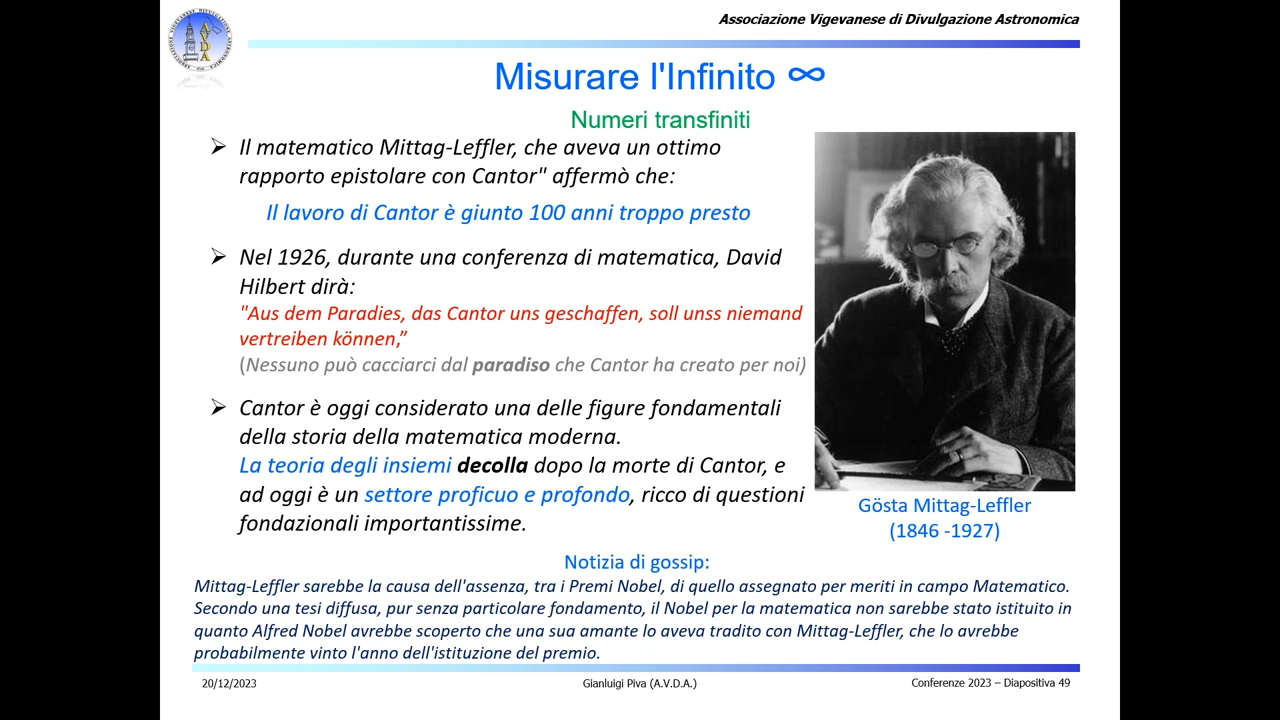 Associazione Vigevanese di Divulgazione Astronomica
A.V.D.A
Misurare l'Infinito ∞
Numeri transfiniti
➢ Il matematico Mittag-Leffler, che aveva un ottimo
rapporto epistolare con Cantor" affermò che:
Il lavoro di Cantor è giunto 100 anni troppo presto
➢ Nel 1926, durante una conferenza di matematica, David
Hilbert dirà:
"Aus dem Paradies, das Cantor uns geschaffen, soll unss niemand
vertreiben können,”
(Nessuno può cacciarci dal paradiso che Cantor ha creato per noi)
➢ Cantor è oggi considerato una delle figure fondamentali
della storia della matematica moderna.
La teoria degli insiemi decolla dopo la morte di Cantor, e
ad oggi è un settore proficuo e profondo, ricco di questioni
fondazionali importantissime.
Gösta Mittag-Leffler
(1846 -1927)
Notizia di gossip:
Mittag-Leffler sarebbe la causa dell'assenza, tra i Premi Nobel, di quello assegnato per meriti in campo Matematico.
Secondo una tesi diffusa, pur senza particolare fondamento, il Nobel per la matematica non sarebbe stato istituito in
quanto Alfred Nobel avrebbe scoperto che una sua amante lo aveva tradito con Mittag-Leffler, che lo avrebbe
probabilmente vinto l'anno dell'istituzione del premio.
20/12/2023
Gianluigi Piva (A.V.D.A.)
Conferenze 2023 – Diapositiva 49